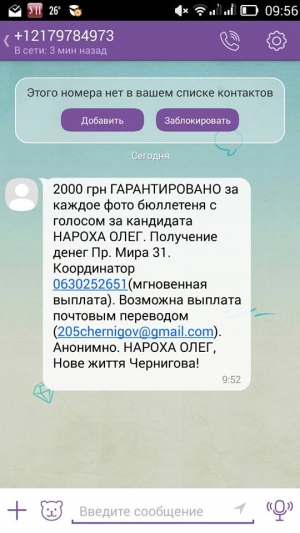 26°
09:56
+12179784973
В сети: 3 мин назад
Этого номера нет в вашем списке контактов
Добавить
Заблокировать
Сегодня
2000 грн ГАРАНТИРОВАНО за
каждое фото бюллетеня с
голосом за кандидата
НАРОХА ОЛЕГ. Получение
денег Пр. Мира 31.
Координатор
0630252651(мгновенная
выплата). Возможна выплата
почтовым переводом
(205chernigov@gmail.com).
Анонимно. НАРОХА ОЛЕГ,
Нове життя Чернигова!
9:52
Введите сообщение